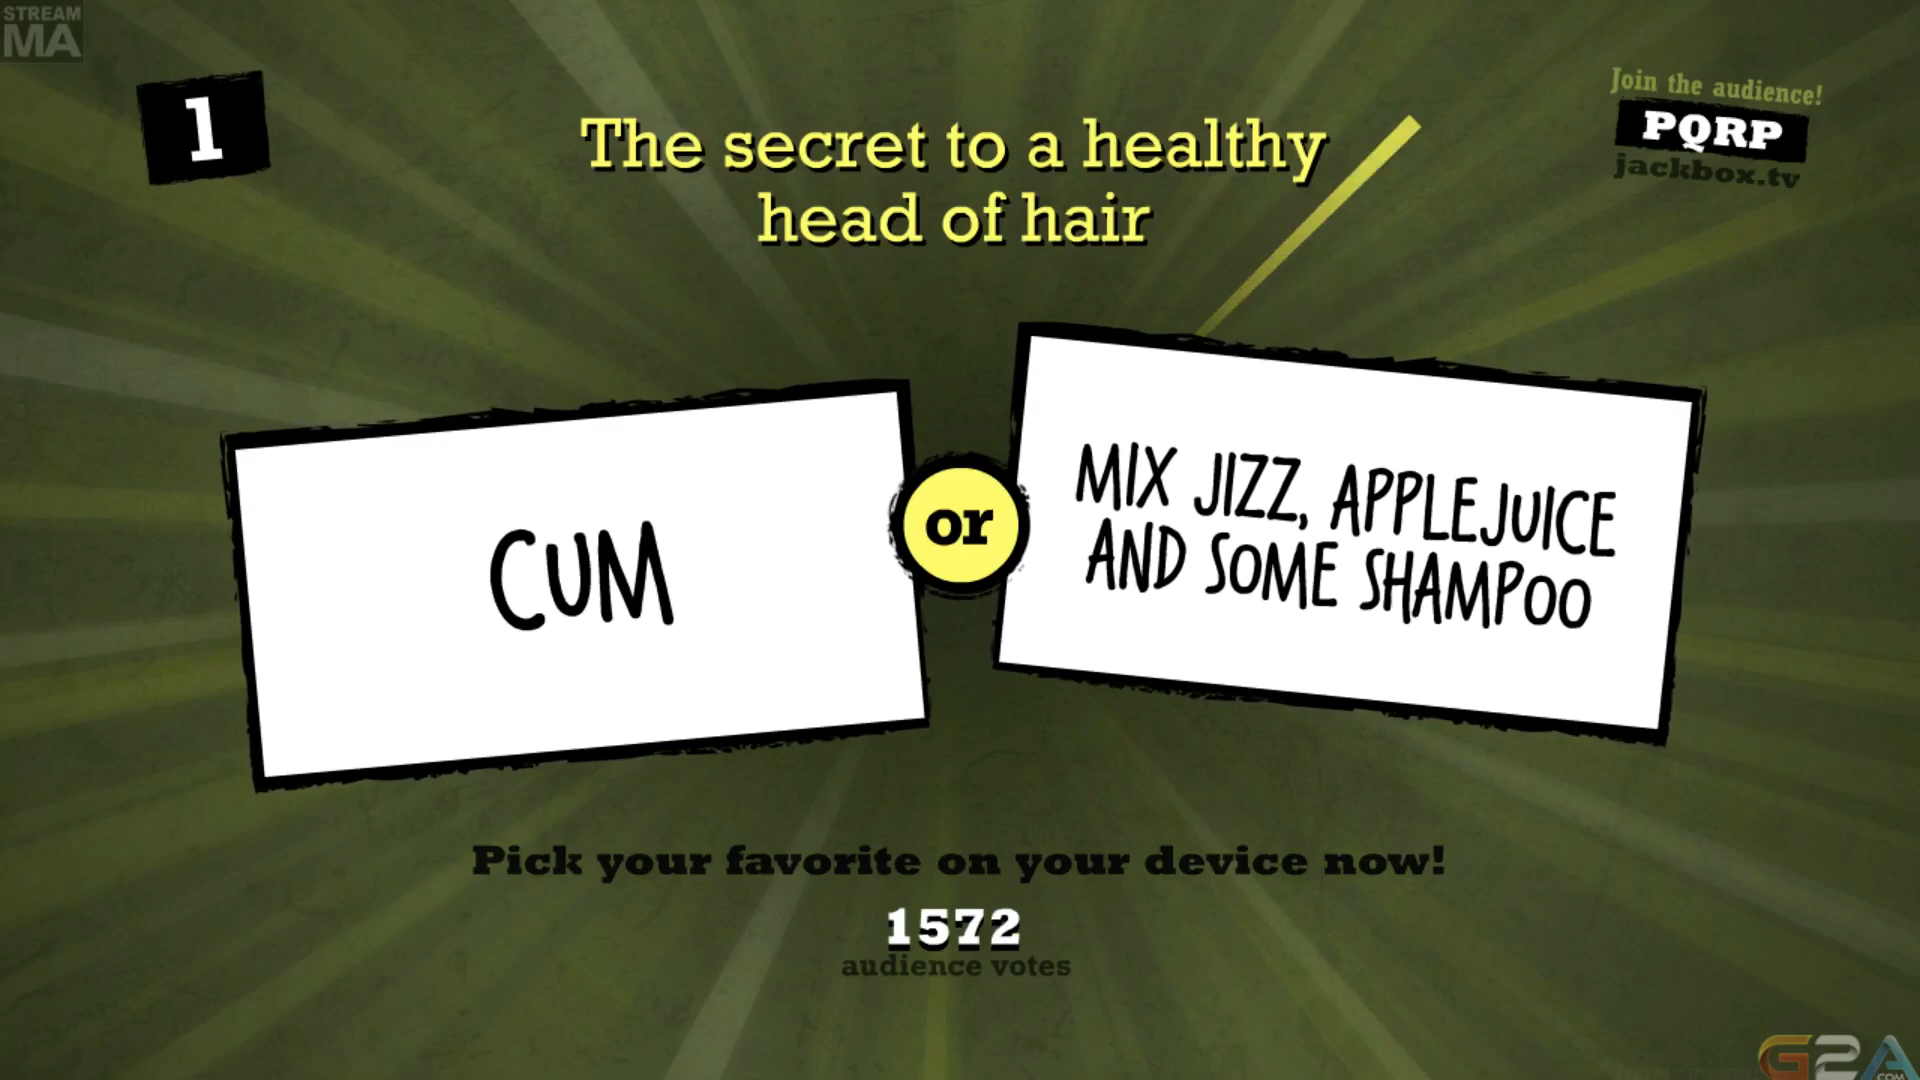 STREAM
MA
1
The secret to a healthy
head of hair
Join the audience!
PQRP
jackbox.tv
CUM
or
MIX JIZZ, APPLEJUICE
AND SOME SHAMPOO
Pick your favorite on your device now!
1572
audience votes
G2A
.COM